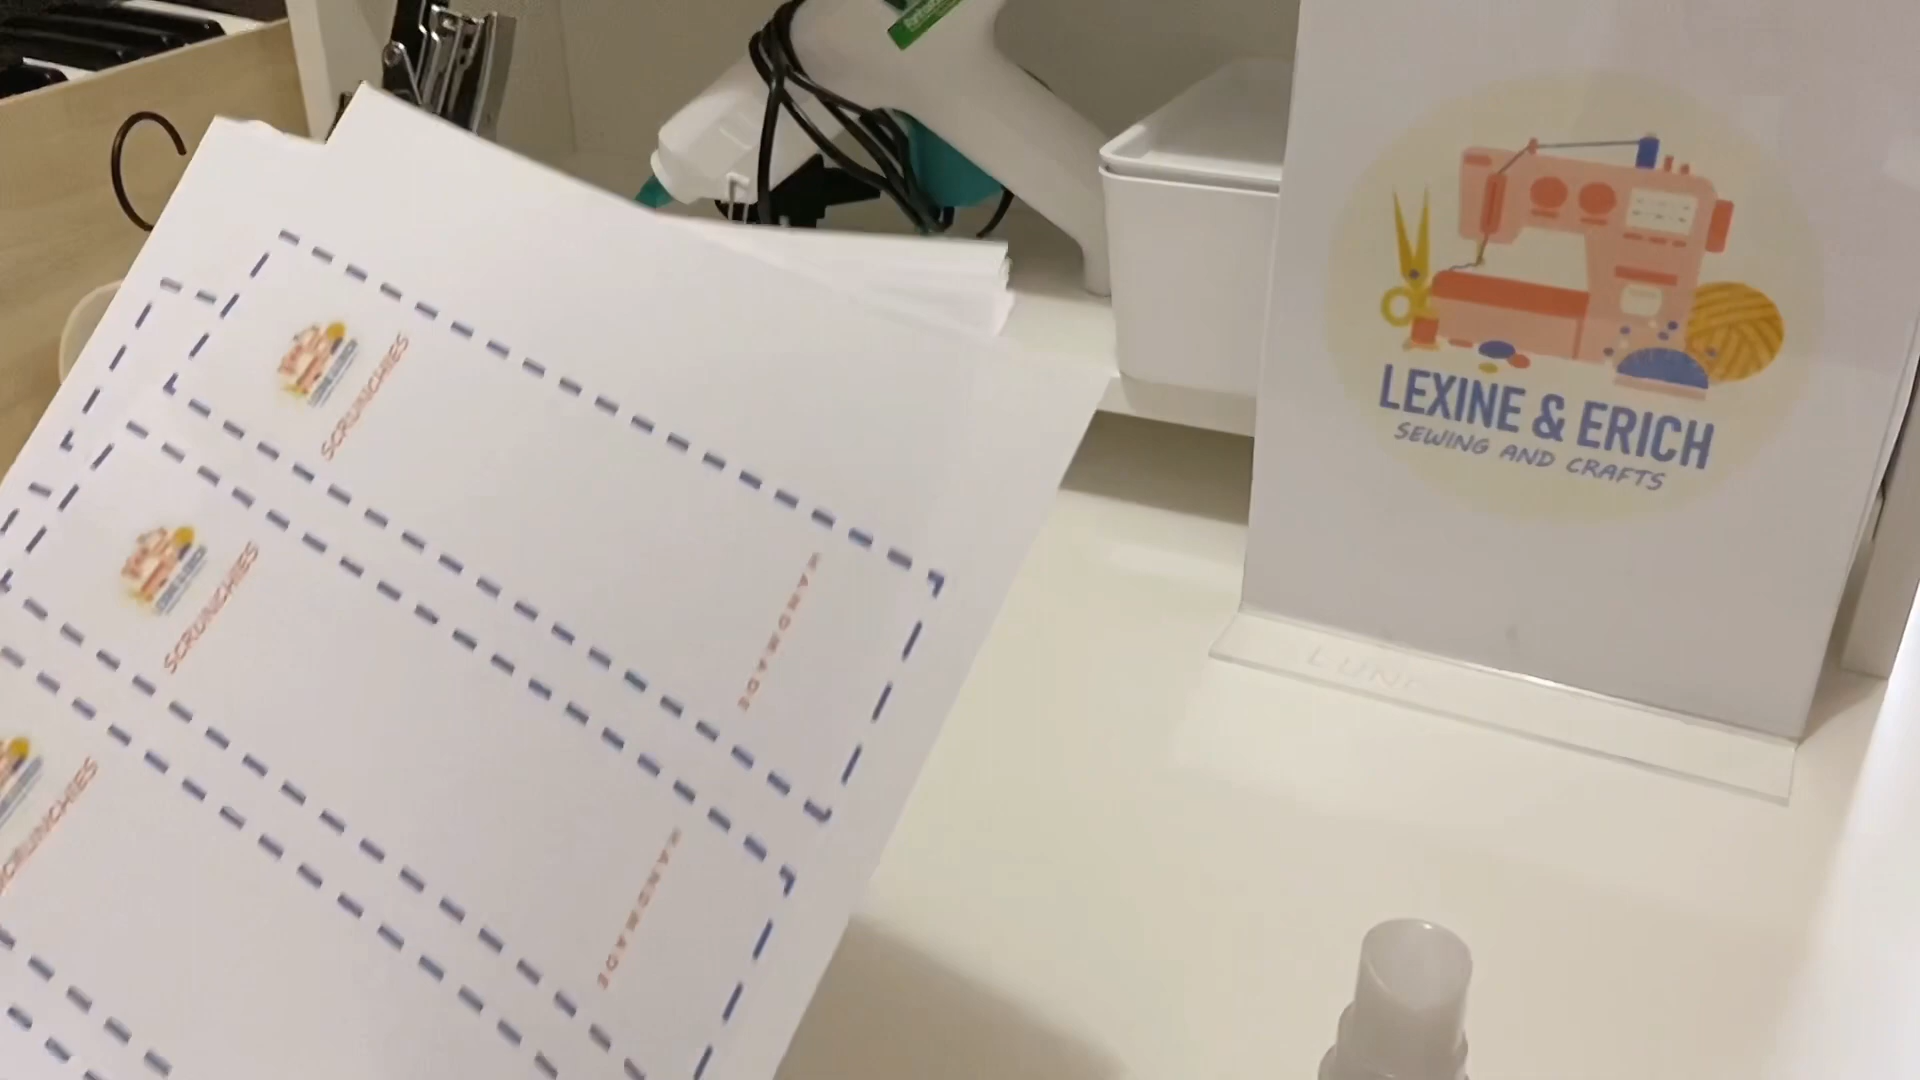 SCRUNCHIES
HANDMADE
SCRUNCHIES
HANDMADE
SCRUNCHIES
LEXINE & ERICH
SEWING AND CRAFTS